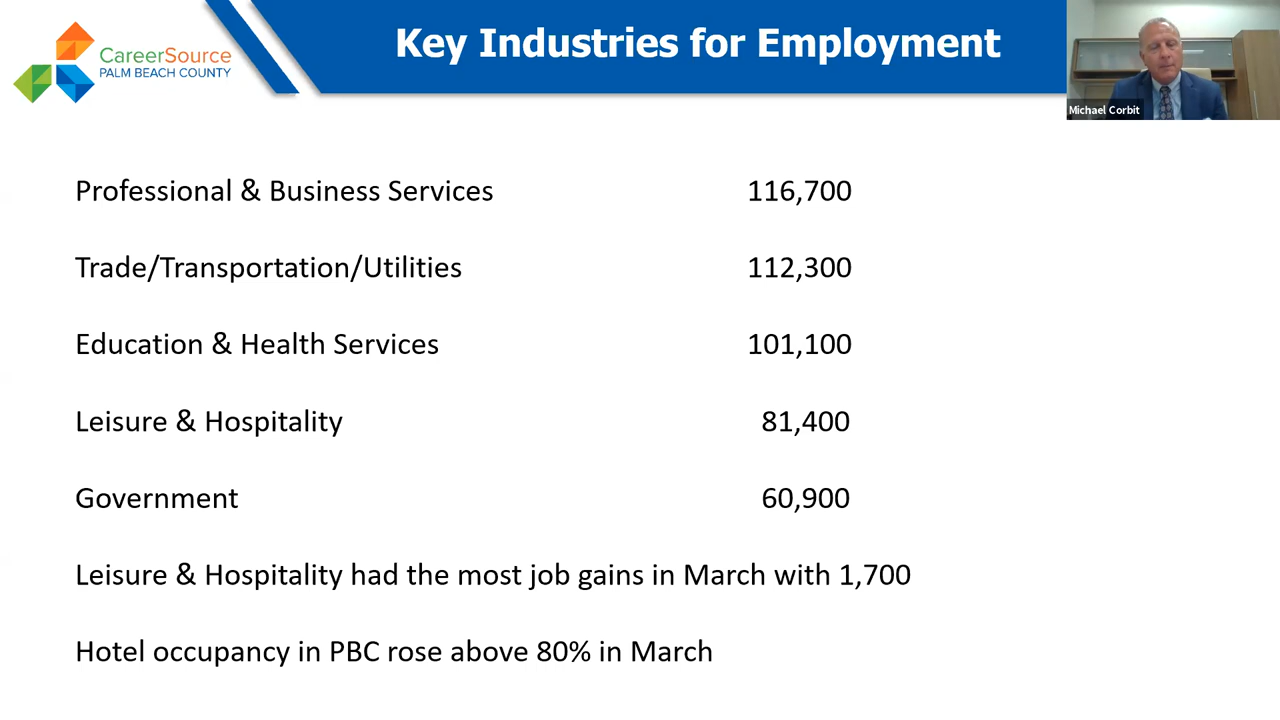 CareerSource
PALM BEACH COUNTY
Key Industries for Employment
Michael Corbit
Professional & Business Services 116,700
Trade/Transportation/Utilities 112,300
Education & Health Services 101,100
Leisure & Hospitality 81,400
Government 60,900
Leisure & Hospitality had the most job gains in March with 1,700
Hotel occupancy in PBC rose above 80% in March